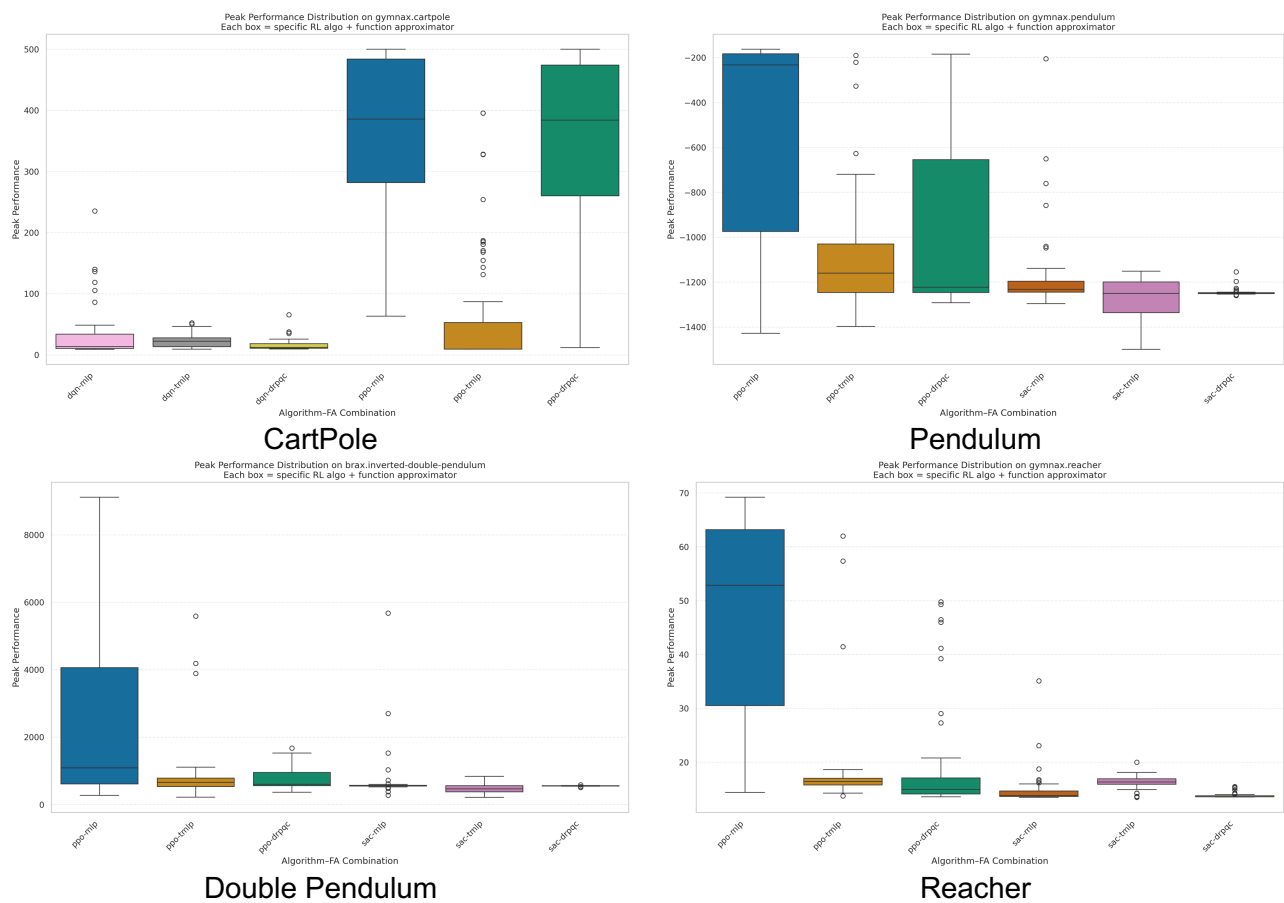 Peak Performance Distribution on gymnax.cartpole
Each box = specific RL algo + function approximator
500
400
300
200
100
0
Peak Performance
dqn-mlp
dqn-tmlp
dqn-drpqc
ppo-mlp
ppo-tmlp
ppo-drpqc
Algorithm–FA Combination
CartPole
Peak Performance Distribution on gymnax.pendulum
Each box = specific RL algo + function approximator
−200
−400
−600
−800
−1000
−1200
−1400
Peak Performance
ppo-mlp
ppo-tmlp
ppo-drpqc
sac-mlp
sac-tmlp
sac-drpqc
Algorithm–FA Combination
Pendulum
Peak Performance Distribution on brax.inverted-double-pendulum
Each box = specific RL algo + function approximator
8000
6000
4000
2000
0
Peak Performance
ppo-mlp
ppo-tmlp
ppo-drpqc
sac-mlp
sac-tmlp
sac-drpqc
Algorithm–FA Combination
Double Pendulum
Peak Performance Distribution on gymnax.reacher
Each box = specific RL algo + function approximator
70
60
50
40
30
20
Peak Performance
ppo-mlp
ppo-tmlp
ppo-drpqc
sac-mlp
sac-tmlp
sac-drpqc
Algorithm–FA Combination
Reacher